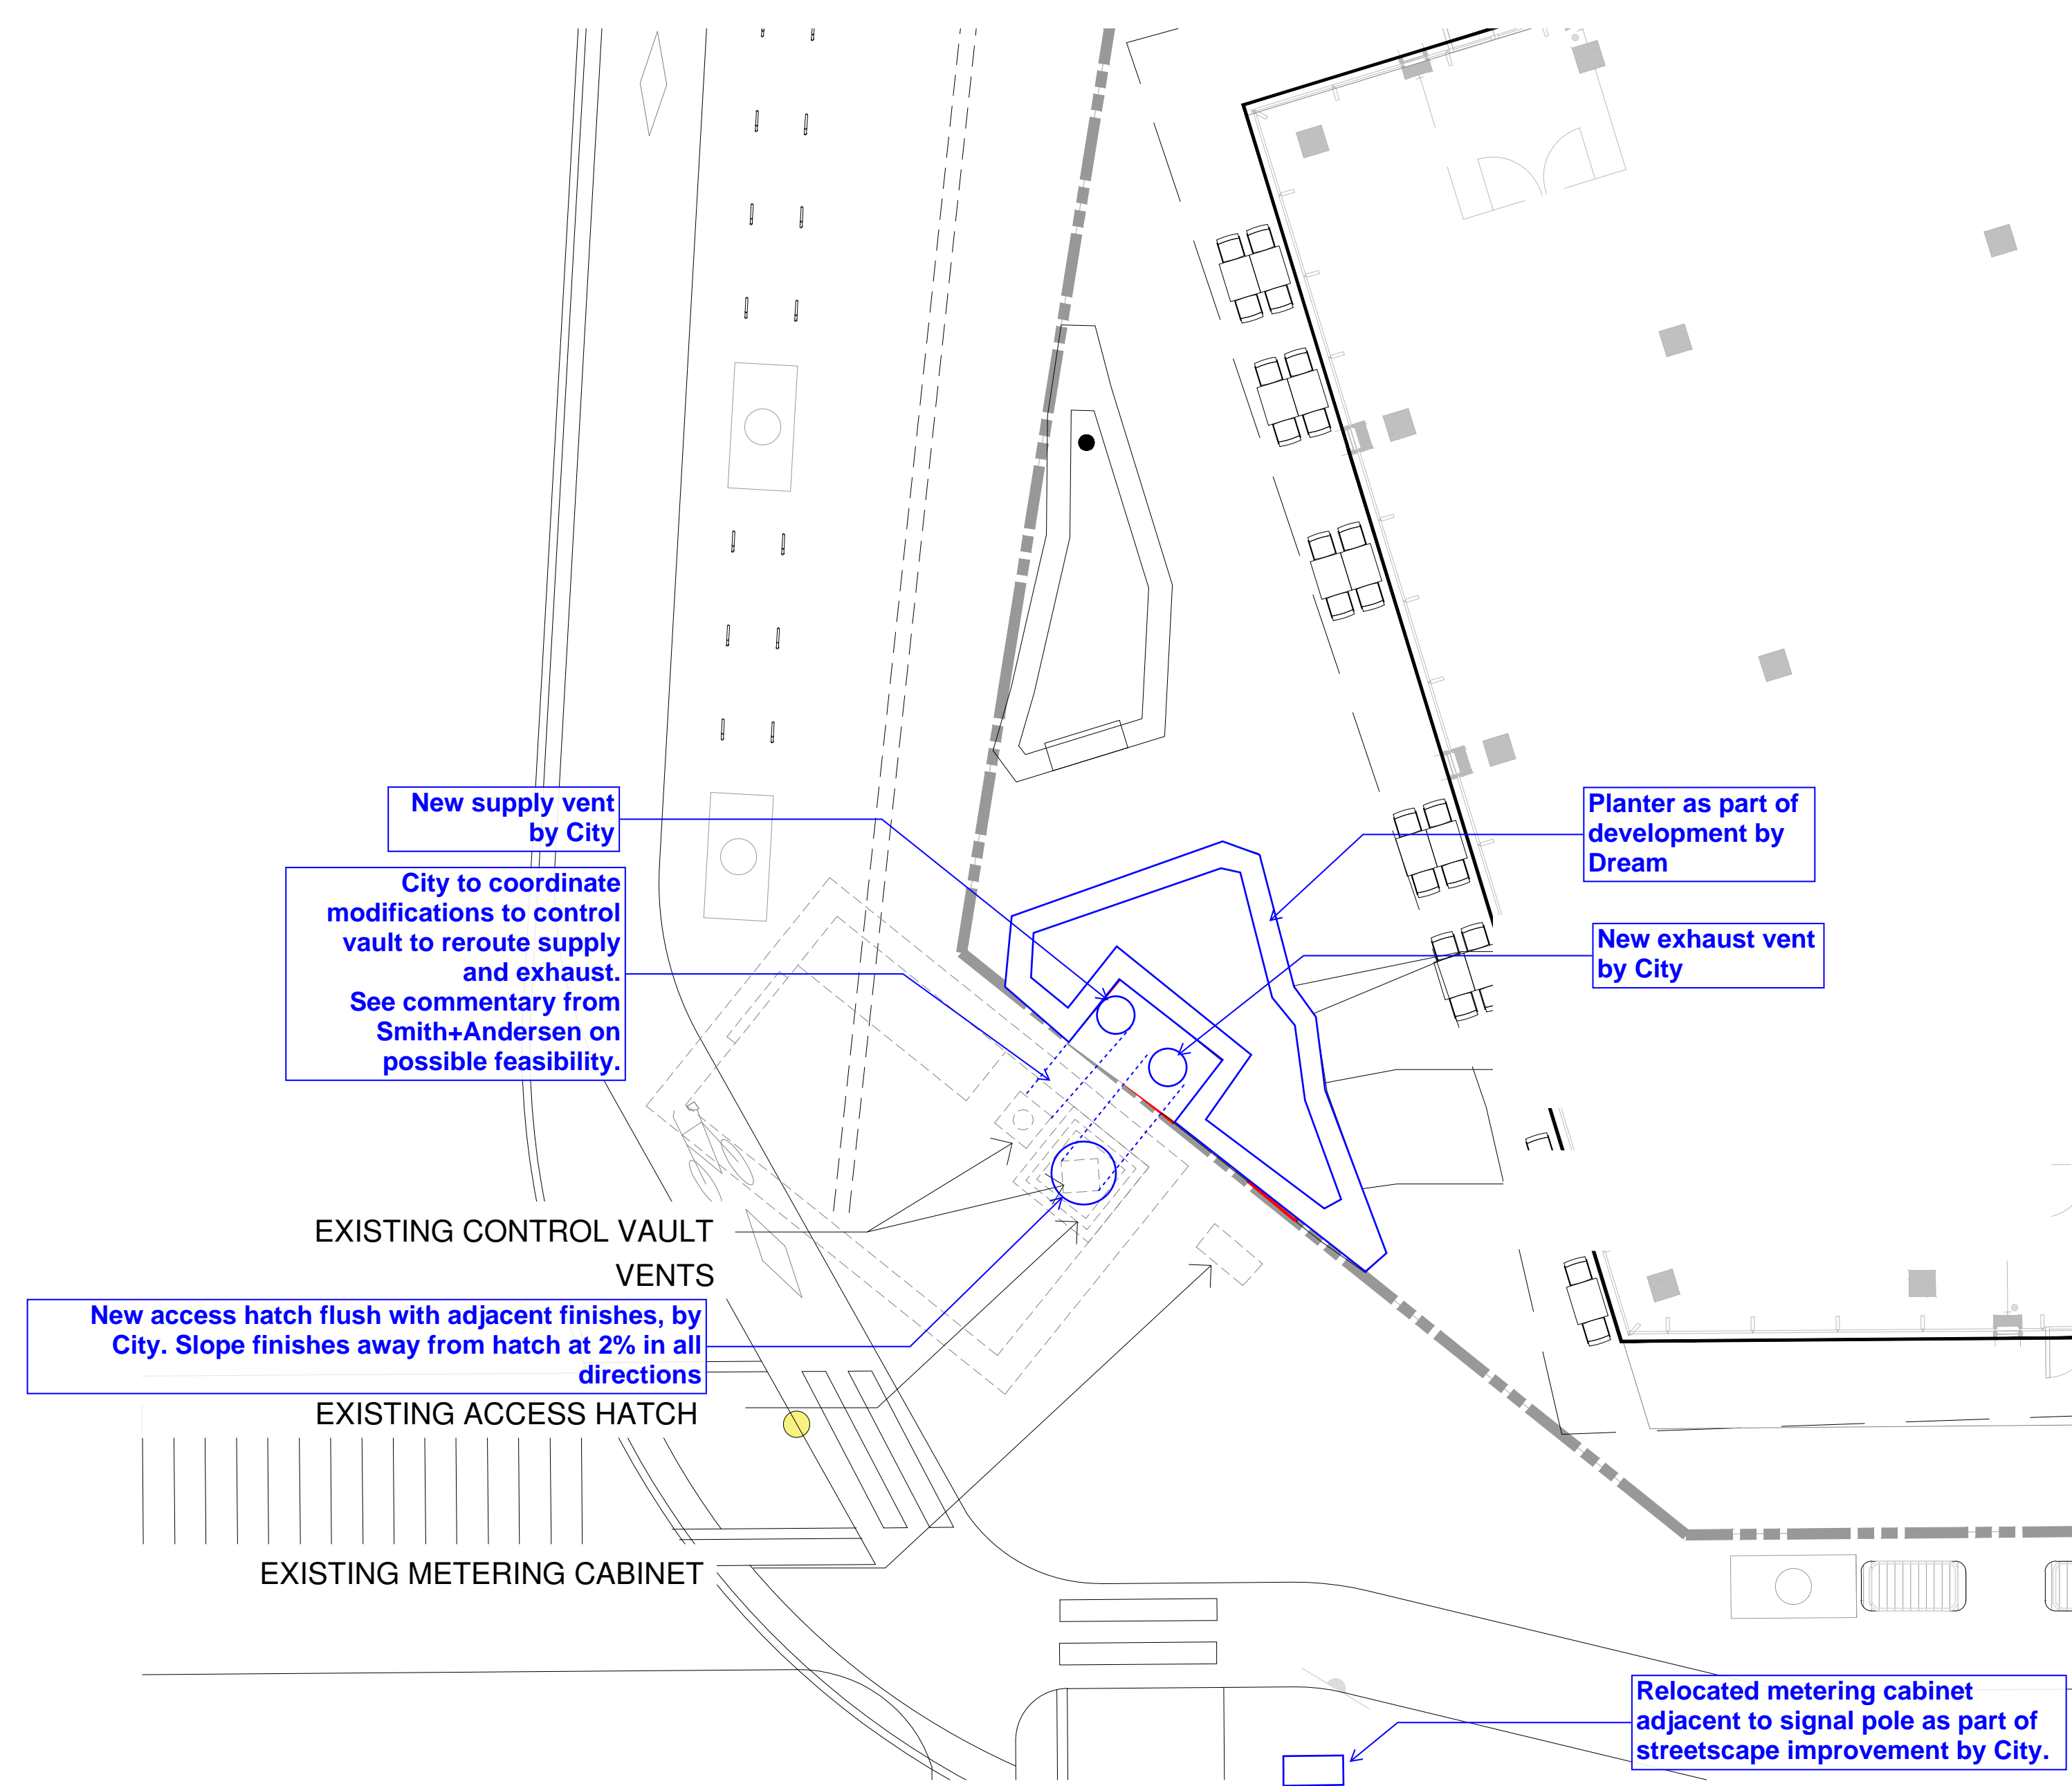 New supply vent
by City
City to coordinate
modifications to control
vault to reroute supply
and exhaust.
See commentary from
Smith+Andersen on
possible feasibility.
Planter as part of
development by
Dream
New exhaust vent
by City
EXISTING CONTROL VAULT
VENTS
New access hatch flush with adjacent finishes, by
City. Slope finishes away from hatch at 2% in all
directions
EXISTING ACCESS HATCH
EXISTING METERING CABINET
Relocated metering cabinet
adjacent to signal pole as part of
streetscape improvement by City.